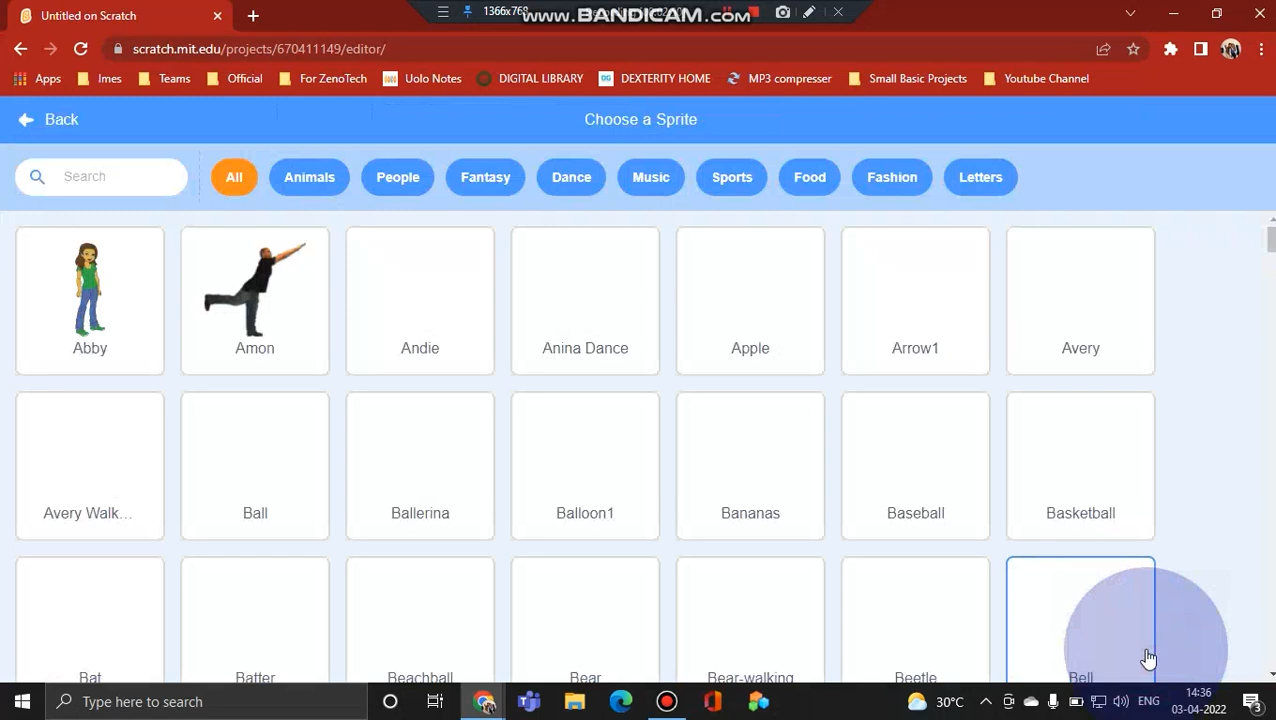 Untitled on Scratch
1366x768
www.BANDICAM.com
scratch.mit.edu/projects/670411149/editor/
Apps Imes Teams Official For ZenoTech Uolo Notes DIGITAL LIBRARY DG DEXTERITY HOME MP3 compresser Small Basic Projects Youtube Channel
Back Choose a Sprite
Search All Animals People Fantasy Dance Music Sports Food Fashion Letters
Abby Amon Andie Anina Dance Apple Arrow1 Avery
Avery Walk... Ball Ballerina Balloon1 Bananas Baseball Basketball
Bat Batter Beachball Bear Bear-walking Beetle Bell
Type here to search 30°C ENG 14:36
03-04-2022 3